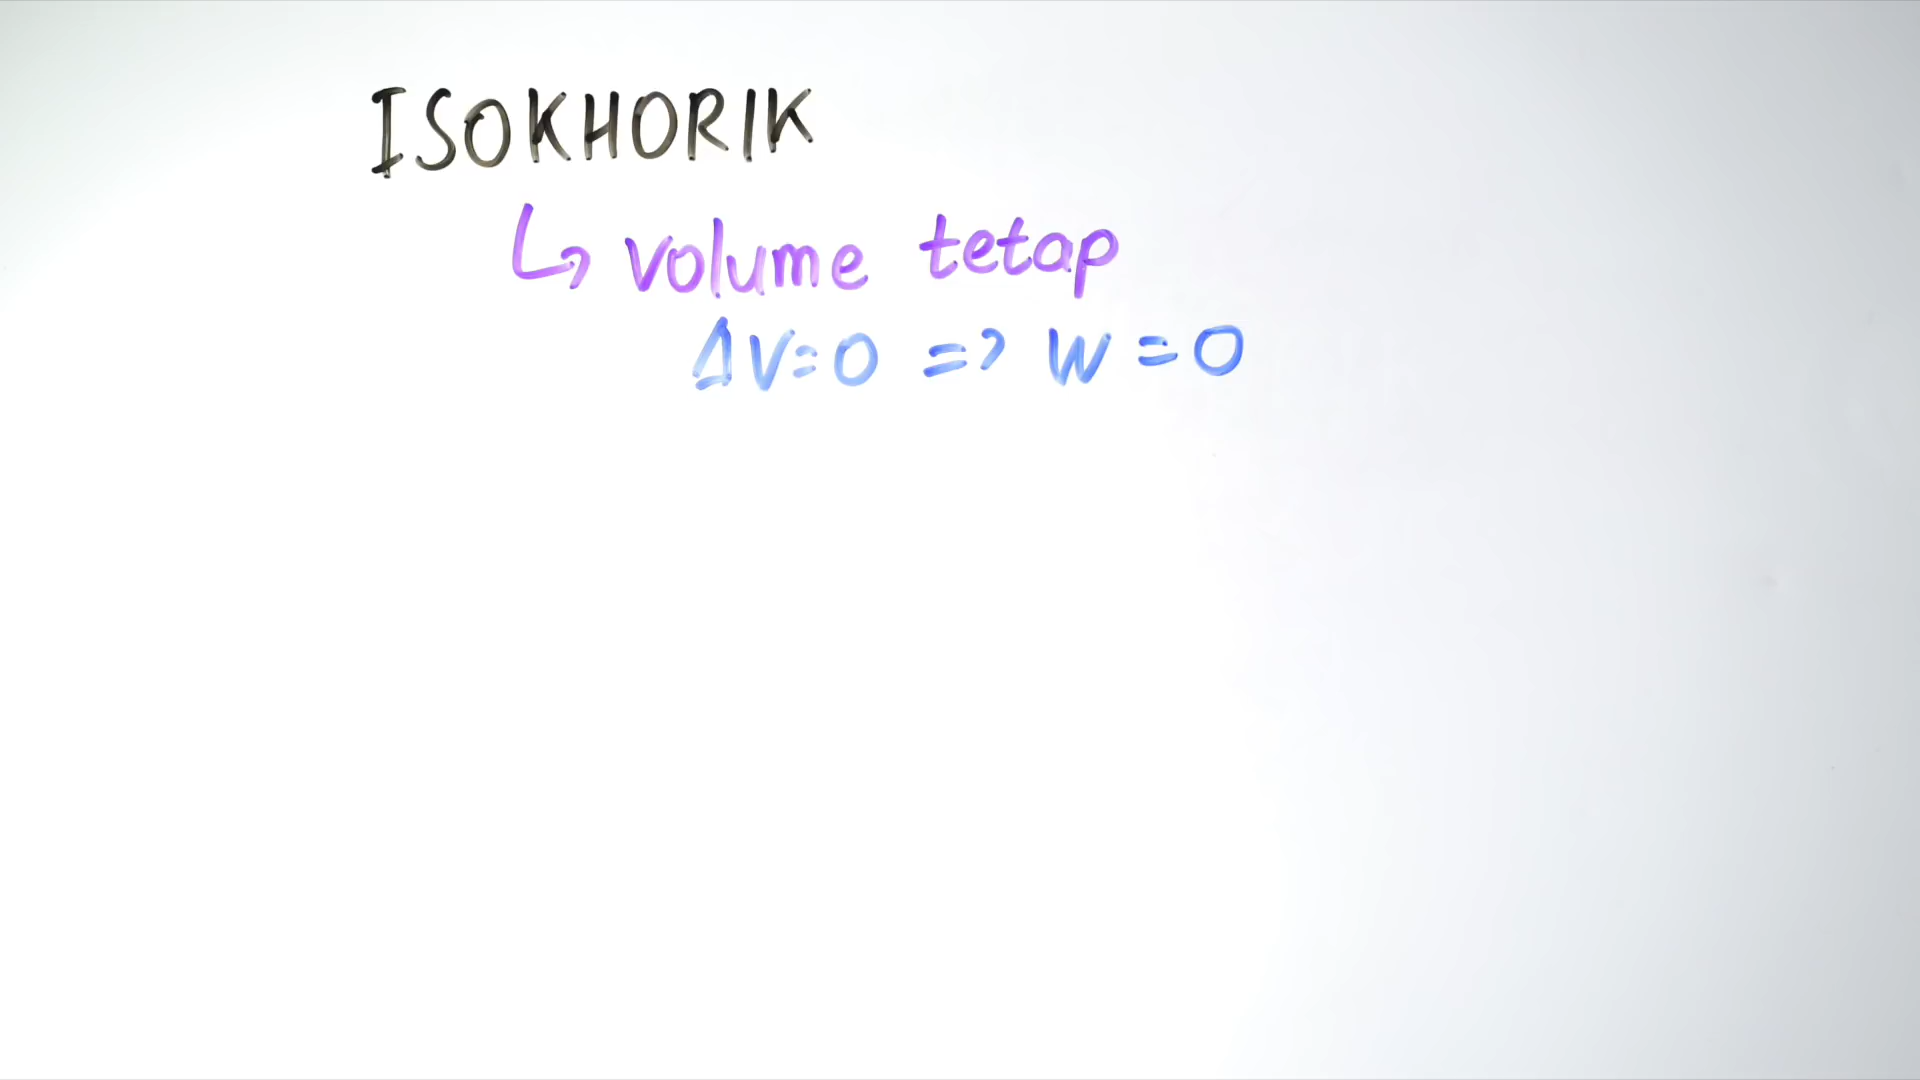 ISOKHORIK
↳ volume tetap
ΔV=0 => W=0